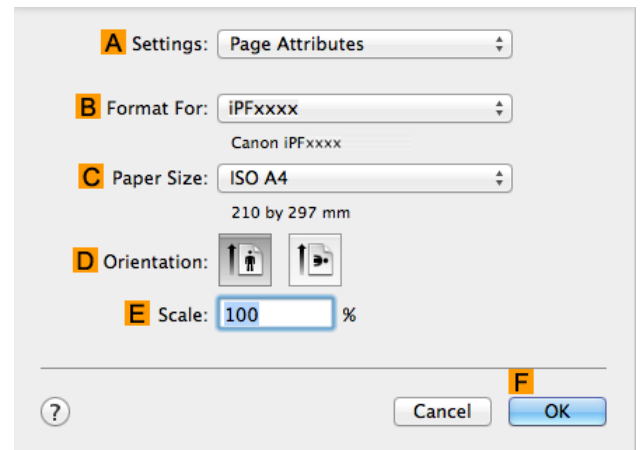 A Settings: Page Attributes
B Format For: iPFxxxx
Canon iPFxxxx
C Paper Size: ISO A4
210 by 297 mm
D Orientation:
E Scale: 100 %
F
? Cancel OK